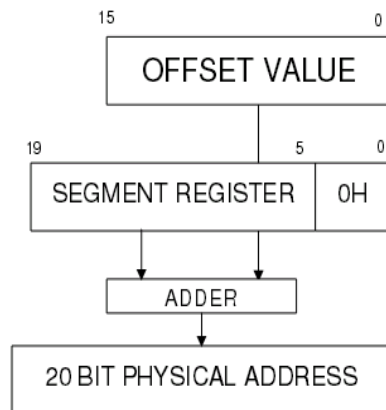 15 0
OFFSET VALUE
19 5 0
SEGMENT REGISTER 0H
ADDER
20 BIT PHYSICAL ADDRESS